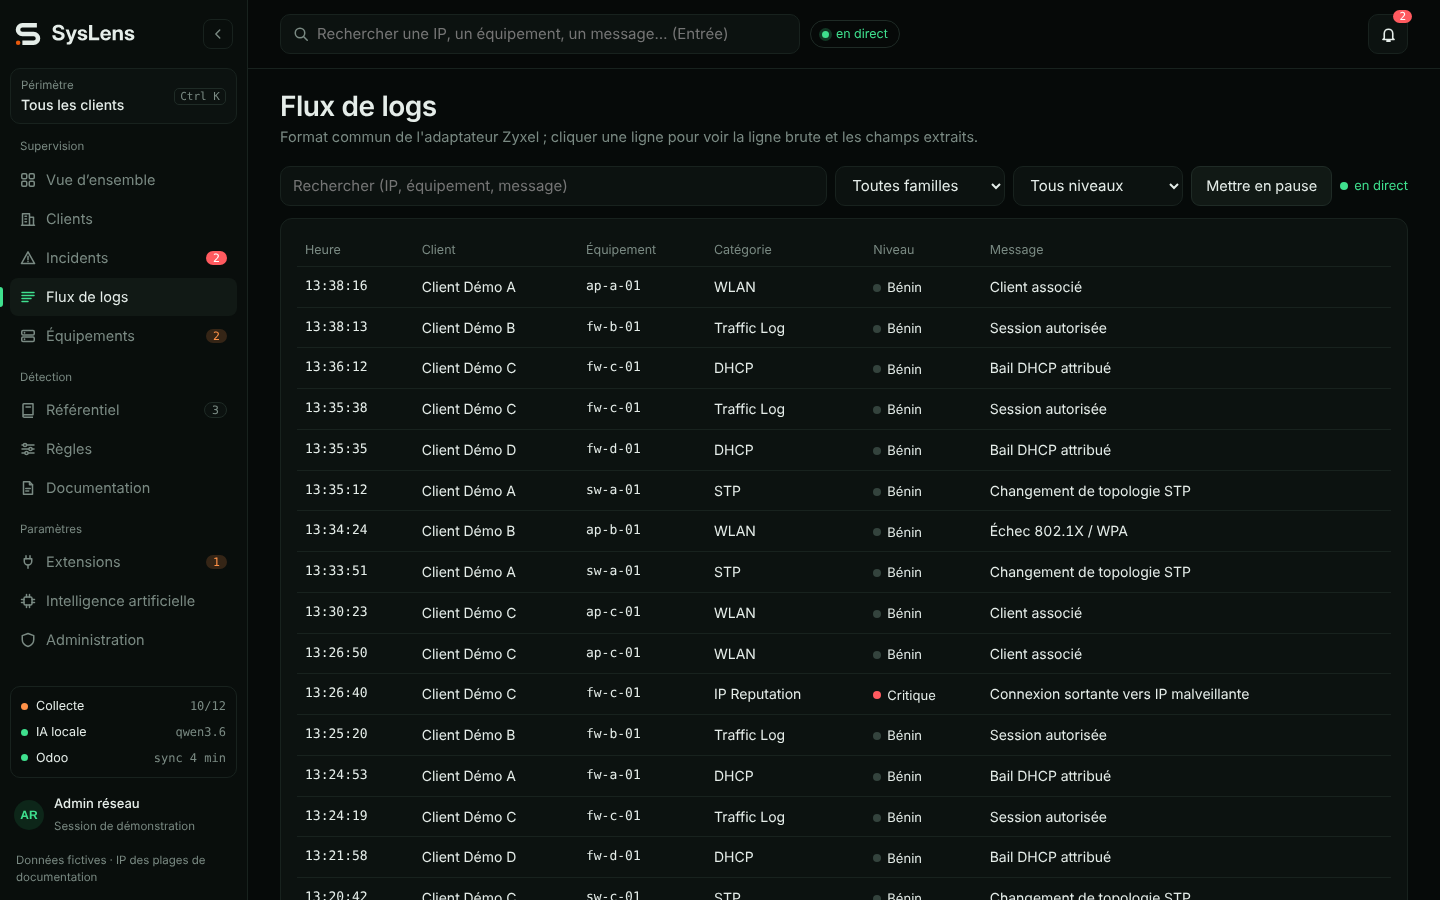 SysLens
Rechercher une IP, un équipement, un message... (Entrée)
en direct
2
Périmètre
Tous les clients
Ctrl K
Supervision
Vue d'ensemble
Clients
Incidents 2
Flux de logs
Équipements 2
Détection
Référentiel 3
Règles
Documentation
Paramètres
Extensions 1
Intelligence artificielle
Administration
Collecte 10/12
IA locale qwen3.6
Odoo sync 4 min
AR
Admin réseau
Session de démonstration
Données fictives · IP des plages de
documentation
Flux de logs
Format commun de l'adaptateur Zyxel ; cliquer une ligne pour voir la ligne brute et les champs extraits.
Rechercher (IP, équipement, message)
Toutes familles
Tous niveaux
Mettre en pause
en direct
Heure Client Équipement Catégorie Niveau Message
13:38:16 Client Démo A ap-a-01 WLAN Bénin Client associé
13:38:13 Client Démo B fw-b-01 Traffic Log Bénin Session autorisée
13:36:12 Client Démo C fw-c-01 DHCP Bénin Bail DHCP attribué
13:35:38 Client Démo C fw-c-01 Traffic Log Bénin Session autorisée
13:35:35 Client Démo D fw-d-01 DHCP Bénin Bail DHCP attribué
13:35:12 Client Démo A sw-a-01 STP Bénin Changement de topologie STP
13:34:24 Client Démo B ap-b-01 WLAN Bénin Échec 802.1X / WPA
13:33:51 Client Démo A sw-a-01 STP Bénin Changement de topologie STP
13:30:23 Client Démo C ap-c-01 WLAN Bénin Client associé
13:26:50 Client Démo C ap-c-01 WLAN Bénin Client associé
13:26:40 Client Démo C fw-c-01 IP Reputation Critique Connexion sortante vers IP malveillante
13:25:20 Client Démo B fw-b-01 Traffic Log Bénin Session autorisée
13:24:53 Client Démo A fw-a-01 DHCP Bénin Bail DHCP attribué
13:24:19 Client Démo C fw-c-01 Traffic Log Bénin Session autorisée
13:21:58 Client Démo D fw-d-01 DHCP Bénin Bail DHCP attribué
13:20:42 Client Démo C sw-c-01 STP Bénin Changement de topologie STP